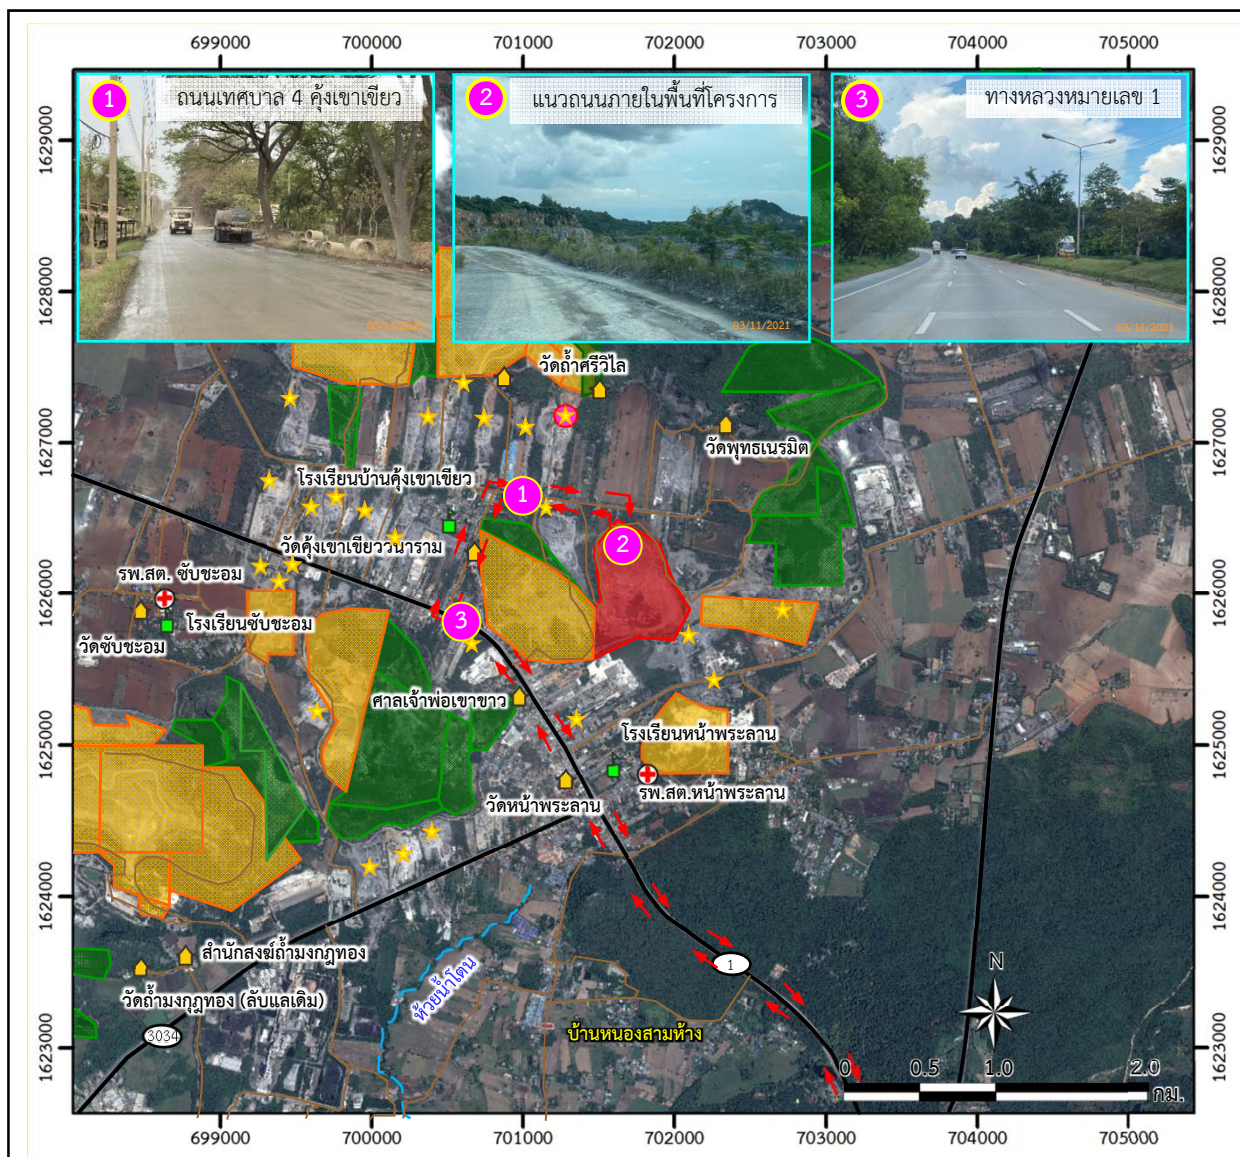 699000 700000 701000 702000 703000 704000 705000
1629000 1629000
1628000 1628000
1627000 1627000
1626000 1626000
1625000 1625000
1624000 1624000
1623000 1623000
1 ถนนเทศบาล 4 คุ้งเขาเขียว
2 แนวถนนภายในพื้นที่โครงการ
3 ทางหลวงหมายเลข 1
03/11/2021
03/11/2021
03/11/2021
วัดถ้ำศรีวิไล
วัดพุทธเนรมิต
โรงเรียนบ้านคุ้งเขาเขียว
1
2
วัดคุ้งเขาเขียววนาราม
รพ.สต. ซับชะอม
โรงเรียนซับชะอม
3
วัดซับชะอม
ศาลเจ้าพ่อเขาขาว
โรงเรียนหน้าพระลาน
รพ.สต.หน้าพระลาน
วัดหน้าพระลาน
สำนักสงฆ์ถ้ำมงกุฎทอง
1
N
วัดถ้ำมงกุฎทอง (ลับแลเดิม)
ห้วยน้ำโตน
บ้านหนองสามห้าง
3034
0 0.5 1.0 2.0
กม.
699000 700000 701000 702000 703000 704000 705000